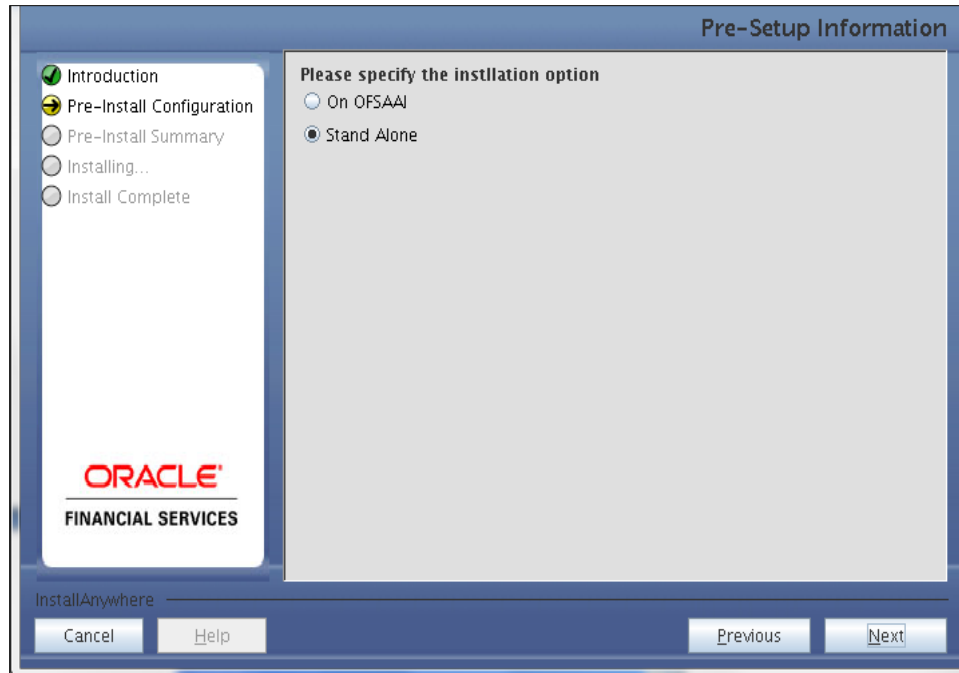 Pre-Setup Information
Introduction
Pre-Install Configuration
Pre-Install Summary
Installing...
Install Complete
ORACLE'
FINANCIAL SERVICES
Please specify the instllation option
On OFSAAI
Stand Alone
InstallAnywhere
Cancel
Help
Previous
Next